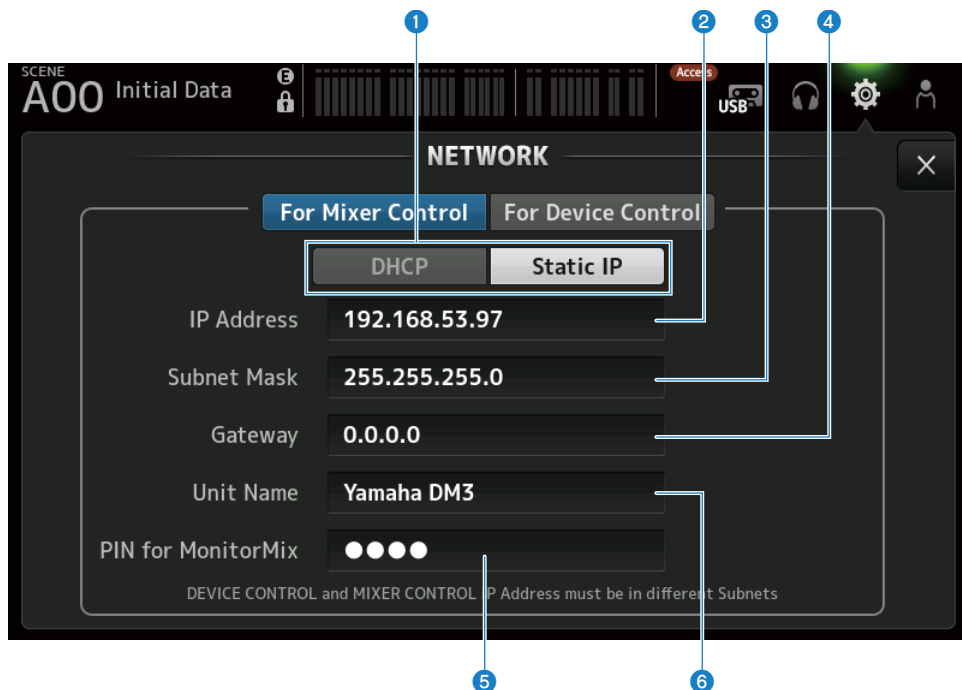 1 2 3 4
SCENE
A00 Initial Data
E
Access
USB
NETWORK
For Mixer Control For Device Control
DHCP Static IP
IP Address 192.168.53.97
Subnet Mask 255.255.255.0
Gateway 0.0.0.0
Unit Name Yamaha DM3
PIN for MonitorMix ●●●●
DEVICE CONTROL and MIXER CONTROL IP Address must be in different Subnets
5 6